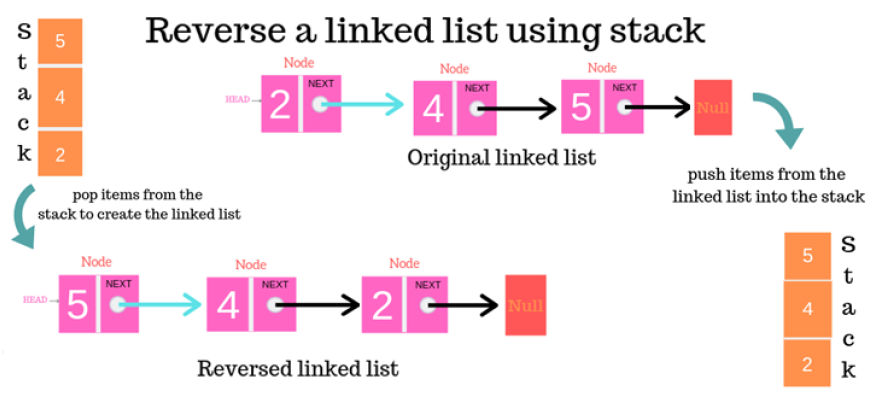 Reverse a linked list using stack
S
t
a
c
k
5
4
2
Node
Node
Node
HEAD
2
NEXT
4
NEXT
5
NEXT
Null
Original linked list
push items from the
linked list into the stack
pop items from the
stack to create the linked list
5
4
2
S
t
a
c
k
Node
Node
Node
HEAD
5
NEXT
4
NEXT
2
NEXT
Null
Reversed linked list